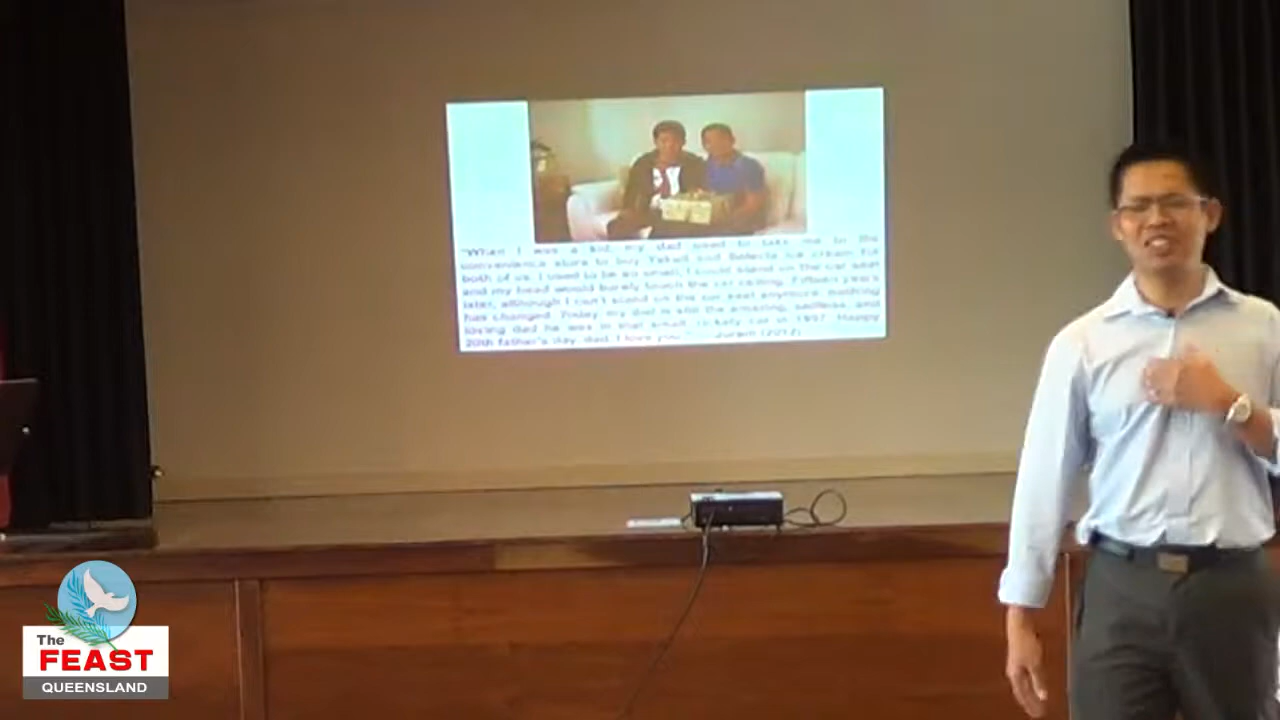 "When I was a kid, my dad used to take me to the
convenience store to buy Yakult and Selecta ice cream for
both of us. I used to be so small, I could stand on the car seat
and my head would barely touch the car ceiling. Fifteen years
later, although I can't stand on the car seat anymore, nothing
has changed. Today, my dad is still the amazing, selfless, and
loving dad he was in that small, rickety car in 1997. Happy
20th father's day, dad. I love you."
(2012)
The
FEAST
QUEENSLAND